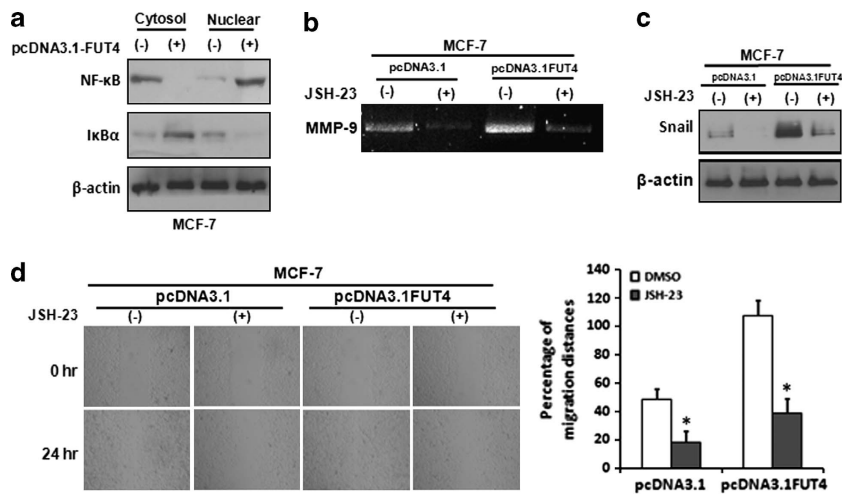 a
Cytosol Nuclear
pcDNA3.1-FUT4 (-) (+) (-) (+)
NF-κB
IκBα
β-actin
MCF-7
b
MCF-7
pcDNA3.1 pcDNA3.1FUT4
JSH-23 (-) (+) (-) (+)
MMP-9
c
MCF-7
pcDNA3.1 pcDNA3.1FUT4
JSH-23 (-) (+) (-) (+)
Snail
β-actin
d
MCF-7
pcDNA3.1 pcDNA3.1FUT4
JSH-23 (-) (+) (-) (+)
0 hr
24 hr
Percentage of
migration distances
140
120
100
80
60
40
20
0
DMSO
JSH-23
*
*
pcDNA3.1 pcDNA3.1FUT4